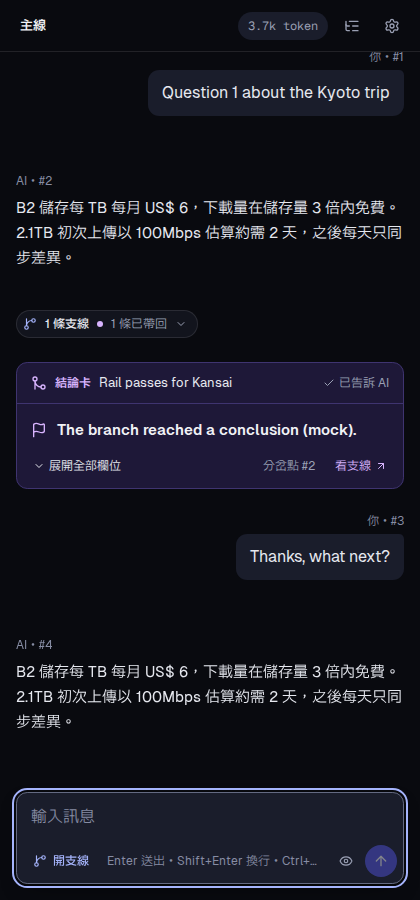 主線
3.7k token
你 • #1
Question 1 about the Kyoto trip
AI • #2
B2 儲存每 TB 每月 US$ 6，下載量在儲存量 3 倍內免費。
2.1TB 初次上傳以 100Mbps 估算約需 2 天，之後每天只同
步差異。
1 條支線 • 1 條已帶回
結論卡 Rail passes for Kansai 已告訴 AI
The branch reached a conclusion (mock).
展開全部欄位 分岔點 #2 看支線
你 • #3
Thanks, what next?
AI • #4
B2 儲存每 TB 每月 US$ 6，下載量在儲存量 3 倍內免費。
2.1TB 初次上傳以 100Mbps 估算約需 2 天，之後每天只同
步差異。
輸入訊息
開支線 Enter 送出 • Shift+Enter 換行 • Ctrl+…